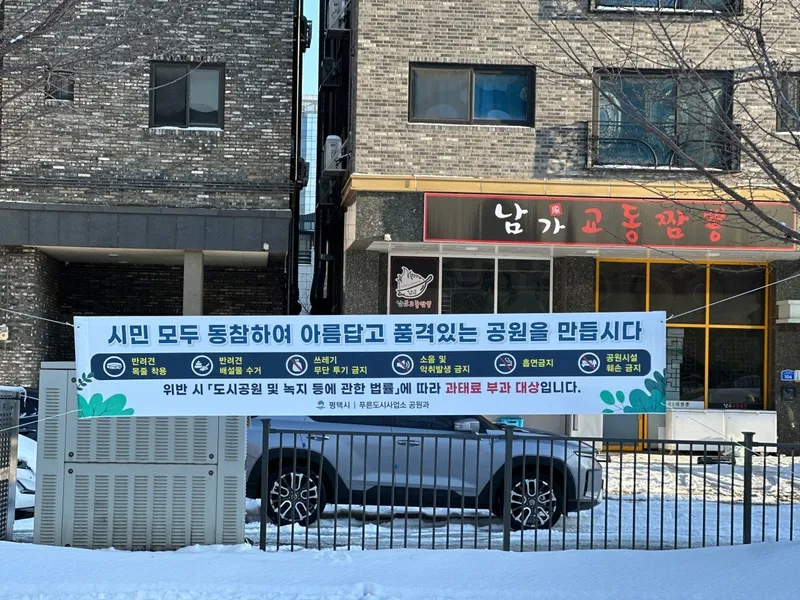 남가 교동짬뽕
시민 모두 동참하여 아름답고 품격있는 공원을 만듭시다
반려견
목줄 착용
반려견
배설물 수거
쓰레기
무단 투기 금지
소음 및
악취발생 금지
흡연금지
공원시설
훼손 금지
위반 시 「도시공원 및 녹지 등에 관한 법률」에 따라 과태료 부과 대상입니다.
평택시 | 푸른도시사업소 공원과